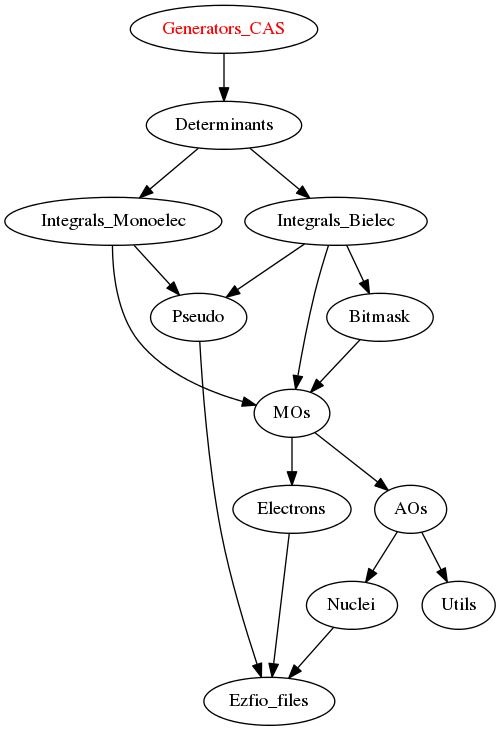 Generators_CAS
Determinants
Integrals_Monoelec
Integrals_Bielec
Pseudo
Bitmask
MOs
Electrons
AOs
Nuclei
Utils
Ezfio_files